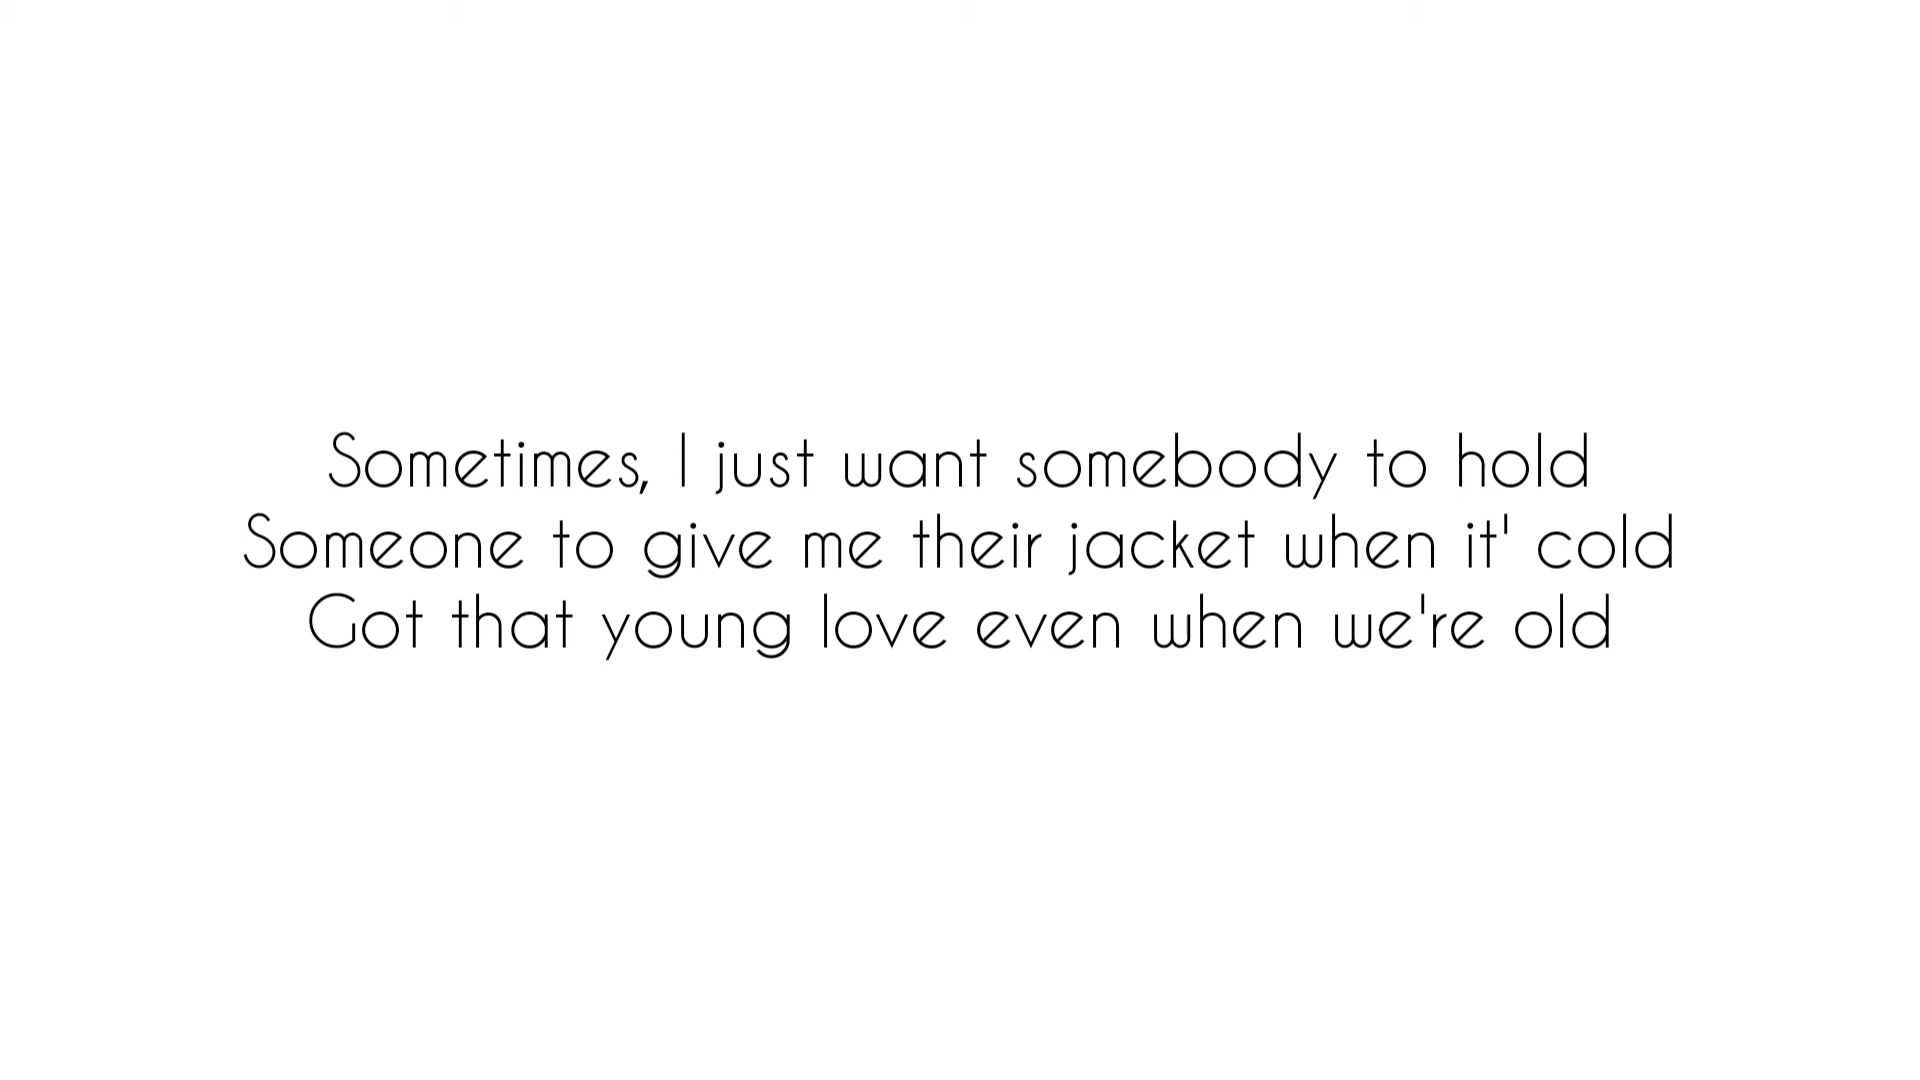 Sometimes, I just want somebody to hold
Someone to give me their jacket when it' cold
Got that young love even when we're old